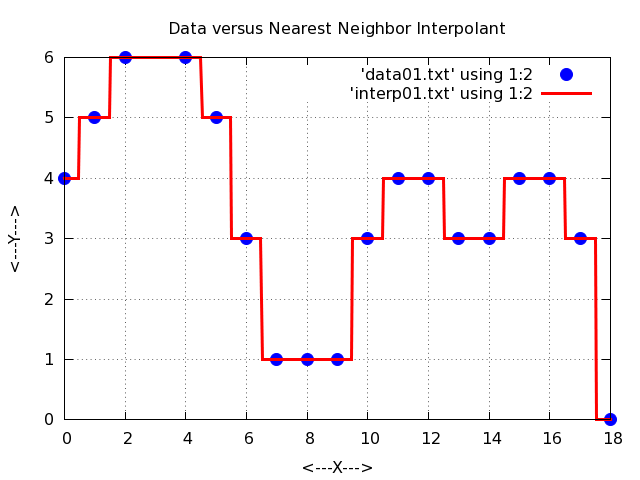 Data versus Nearest Neighbor Interpolant
'data01.txt' using 1:2
'interp01.txt' using 1:2
6
5
4
3
2
1
0
<---Y--->
0 2 4 6 8 10 12 14 16 18
<---X--->